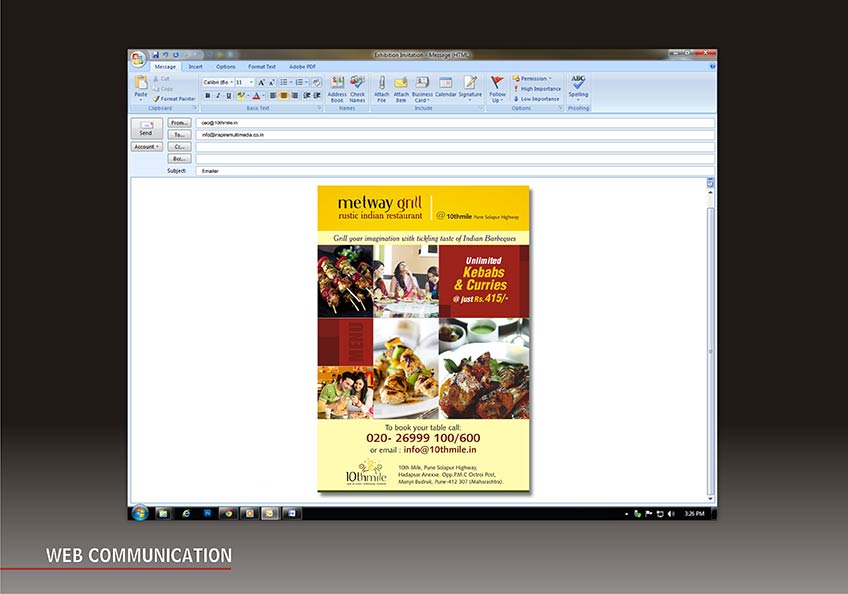 Exhibition Invitation - Message (HTML)
Message Insert Options Format Text Adobe PDF
Paste
Cut
Copy
Format Painter
Clipboard
Calibri (Bo 11
B I U
Basic Text
Address Book
Check Names
Names
Attach File
Attach Item
Business Card
Calendar
Signature
Include
Follow Up
Permission
High Importance
Low Importance
Options
ABC
Spelling
Proofing
Send
Account
From... ceo@10thmile.in
To... info@inspiremultimedia.co.in
Cc...
Bcc...
Subject: Emailer
melway grill
rustic indian restaurant
@ 10thmile Pune Solapur Highway
Grill your imagination with tickling taste of Indian Barbeques
Unlimited
Kebabs
& Curries
@ just Rs.415/-
MENU
To book your table call:
020- 26999 100/600
or email : info@10thmile.in
10thmile
10th Mile, Pune Solapur Highway,
Hadapsar Annexe. Opp.P.M.C Octroi Post,
Manjri Budruk, Pune-412 307 (Maharashtra).
3:26 PM
WEB COMMUNICATION